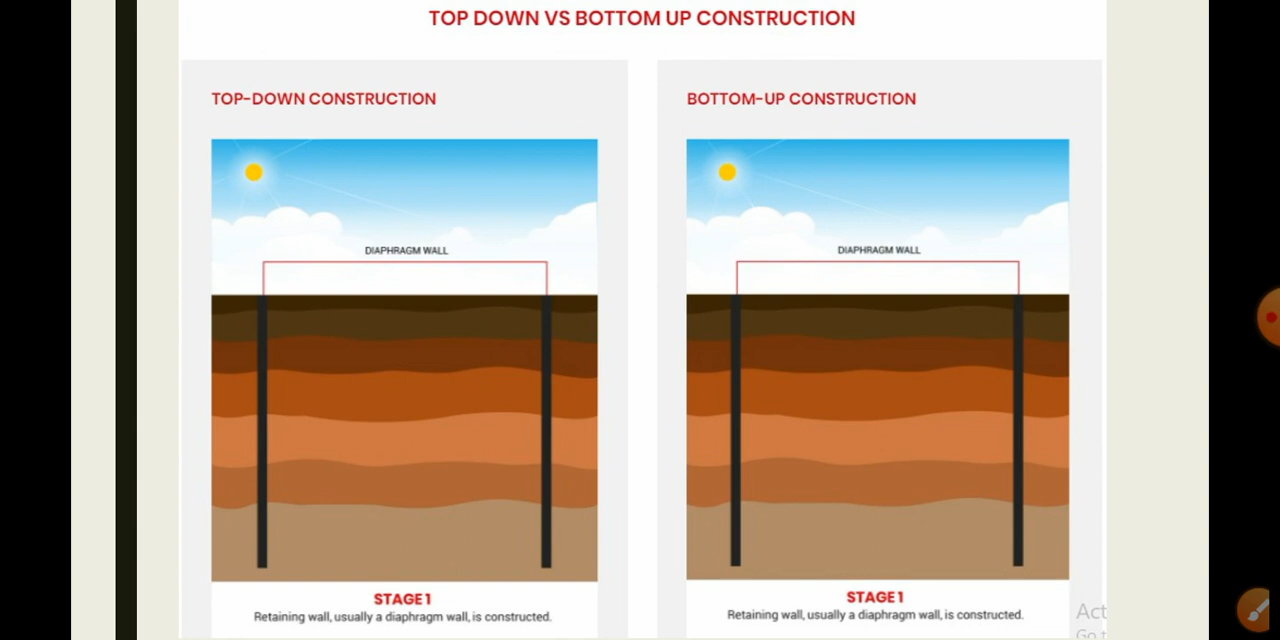 TOP DOWN VS BOTTOM UP CONSTRUCTION
TOP-DOWN CONSTRUCTION
DIAPHRAGM WALL
STAGE 1
Retaining wall, usually a diaphragm wall, is constructed.
BOTTOM-UP CONSTRUCTION
DIAPHRAGM WALL
STAGE 1
Retaining wall, usually a diaphragm wall, is constructed.